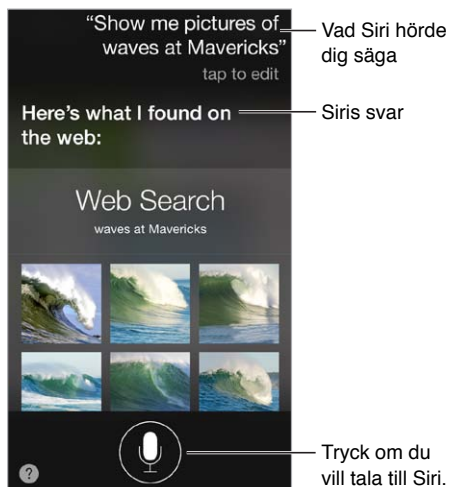 “Show me pictures of
waves at Mavericks”
tap to edit
Vad Siri hörde
dig säga
Here’s what I found on
the web:
Siris svar
Web Search
waves at Mavericks
?
Tryck om du
vill tala till Siri.